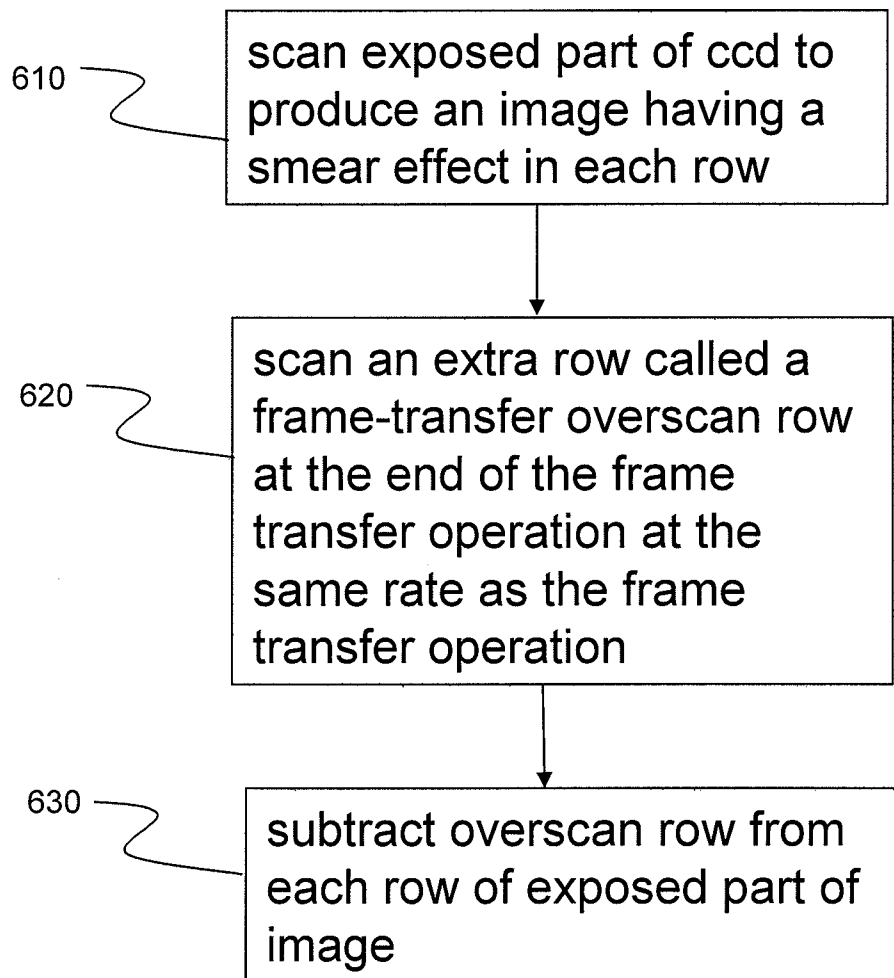 610
scan exposed part of ccd to
produce an image having a
smear effect in each row
620
scan an extra row called a
frame-transfer overscan row
at the end of the frame
transfer operation at the
same rate as the frame
transfer operation
630
subtract overscan row from
each row of exposed part of
image